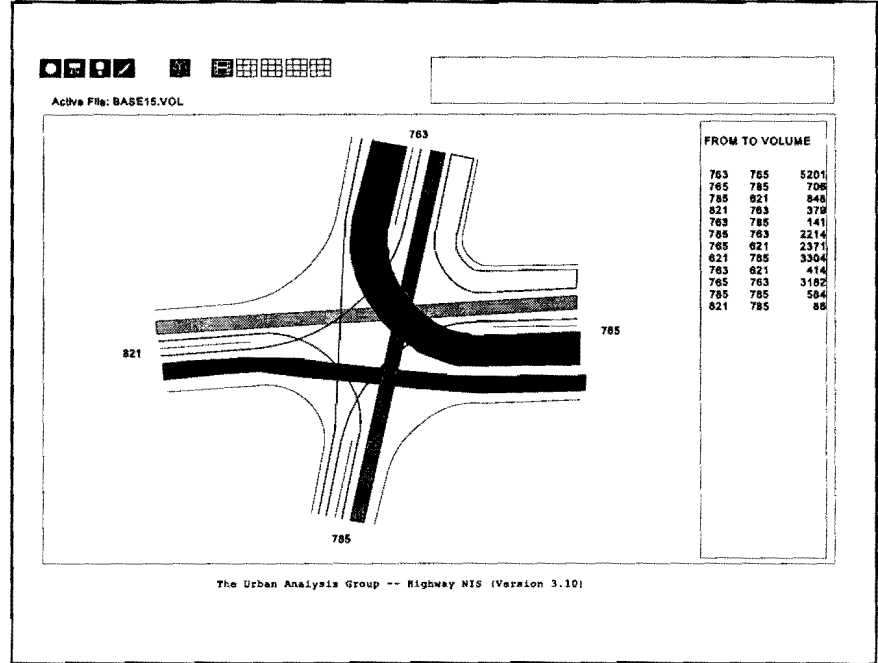 Active File: BASE15.VOL
763
FROM TO VOLUME
763 765 5201
765 785 706
785 621 848
821 763 379
763 785 141
785 763 2214
765 621 2371
621 785 3304
763 621 414
765 763 3182
785 785 584
821 785 86
785
821
785
The Urban Analysis Group -- Highway NIS (Version 3.10)